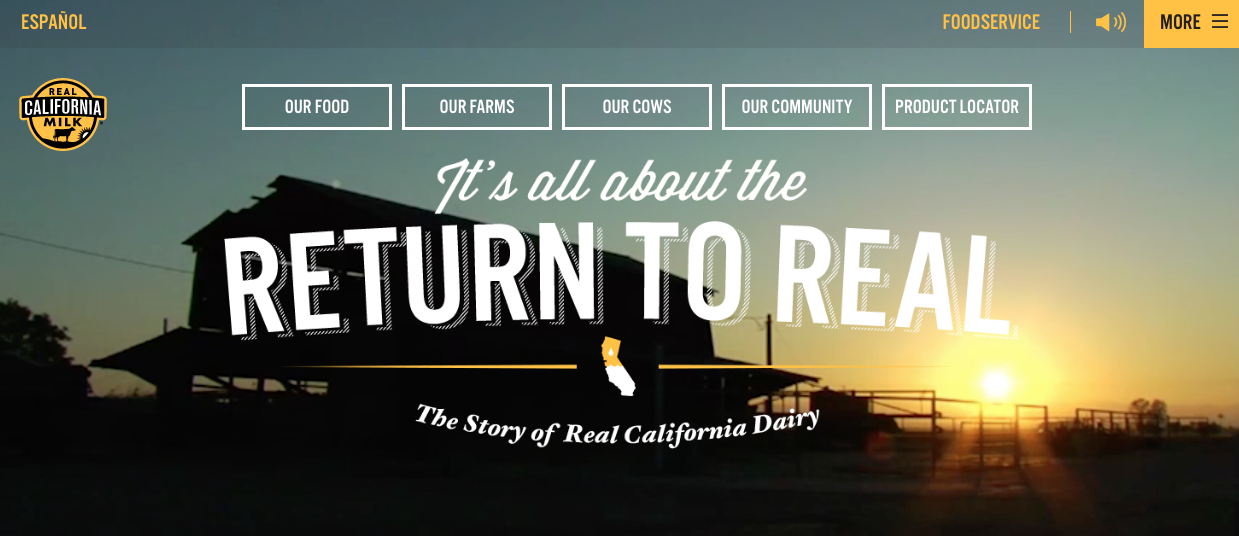 ESPAÑOL
FOODSERVICE
MORE
REAL
CALIFORNIA
MILK
OUR FOOD
OUR FARMS
OUR COWS
OUR COMMUNITY
PRODUCT LOCATOR
It's all about the
RETURN TO REAL
The Story of Real California Dairy